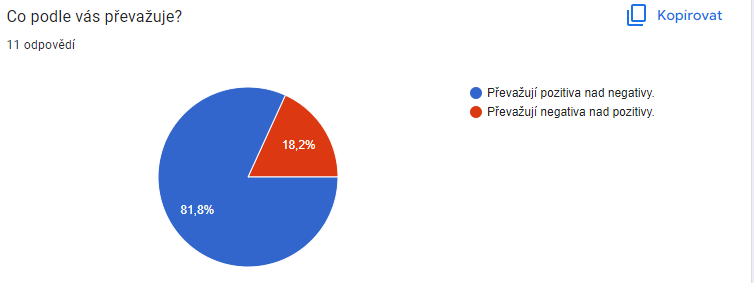 Co podle vás převažuje?
Kopírovat
11 odpovědí
Převažují pozitiva nad negativy.
Převažují negativa nad pozitivy.
18,2%
81,8%